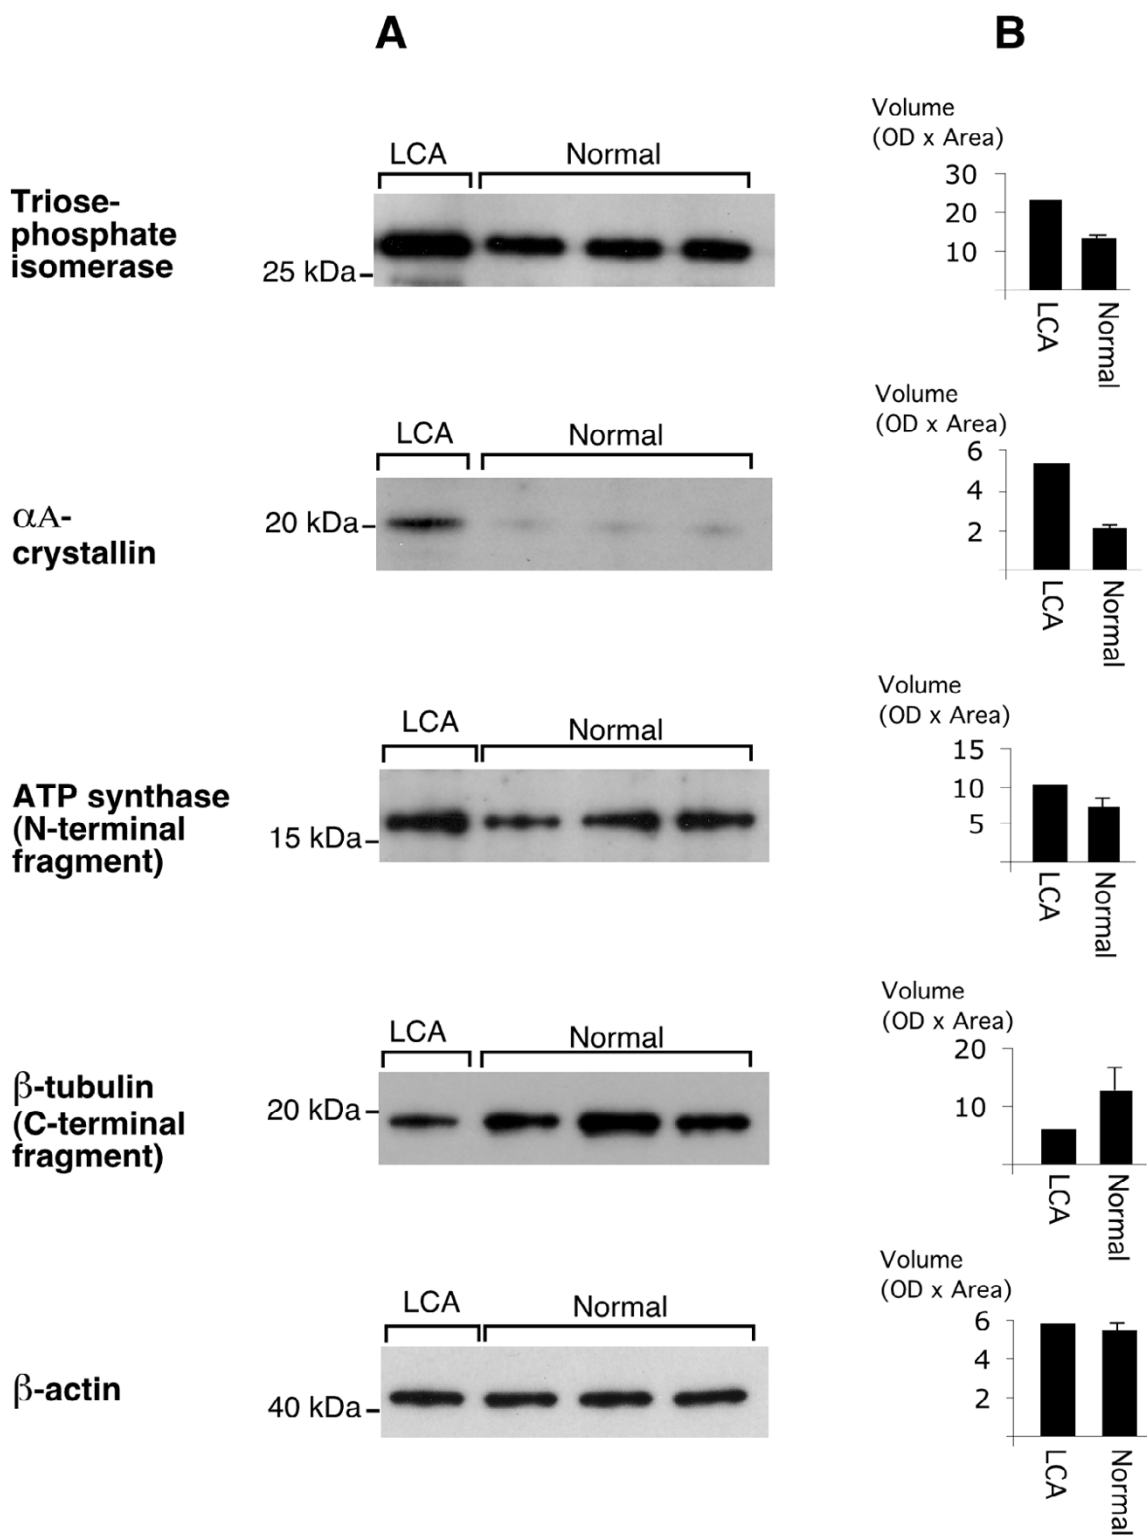 A
B
Triose-
phosphate
isomerase
LCA
Normal
25 kDa
Volume
(OD x Area)
30
20
10
LCA
Normal
αA-
crystallin
LCA
Normal
20 kDa
Volume
(OD x Area)
6
4
2
LCA
Normal
ATP synthase
(N-terminal
fragment)
LCA
Normal
15 kDa
Volume
(OD x Area)
15
10
5
LCA
Normal
β-tubulin
(C-terminal
fragment)
LCA
Normal
20 kDa
Volume
(OD x Area)
20
10
LCA
Normal
β-actin
LCA
Normal
40 kDa
Volume
(OD x Area)
6
4
2
LCA
Normal